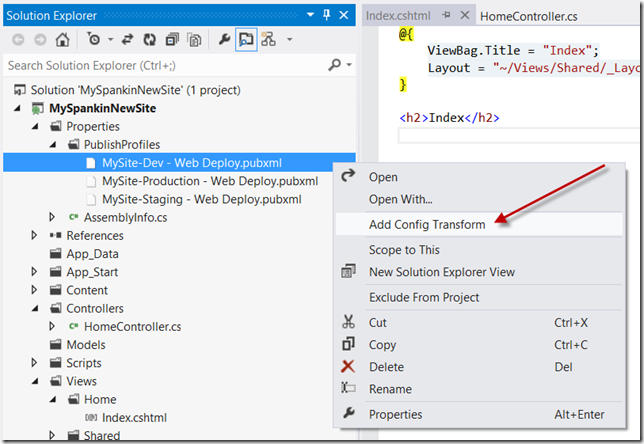 Solution Explorer
Search Solution Explorer (Ctrl+;)
Solution 'MySpankinNewSite' (1 project)
MySpankinNewSite
Properties
PublishProfiles
MySite-Dev - Web Deploy.pubxml
MySite-Production - Web Deploy.pubxml
MySite-Staging - Web Deploy.pubxml
AssemblyInfo.cs
References
App_Data
App_Start
Content
Controllers
HomeController.cs
Models
Scripts
Views
Home
Index.cshtml
Shared
Index.cshtml
HomeController.cs
@{
ViewBag.Title = "Index";
Layout = "~/Views/Shared/_Layo
}
<h2>Index</h2>
Open
Open With...
Add Config Transform
Scope to This
New Solution Explorer View
Exclude From Project
Cut Ctrl+X
Copy Ctrl+C
Delete Del
Rename
Properties Alt+Enter